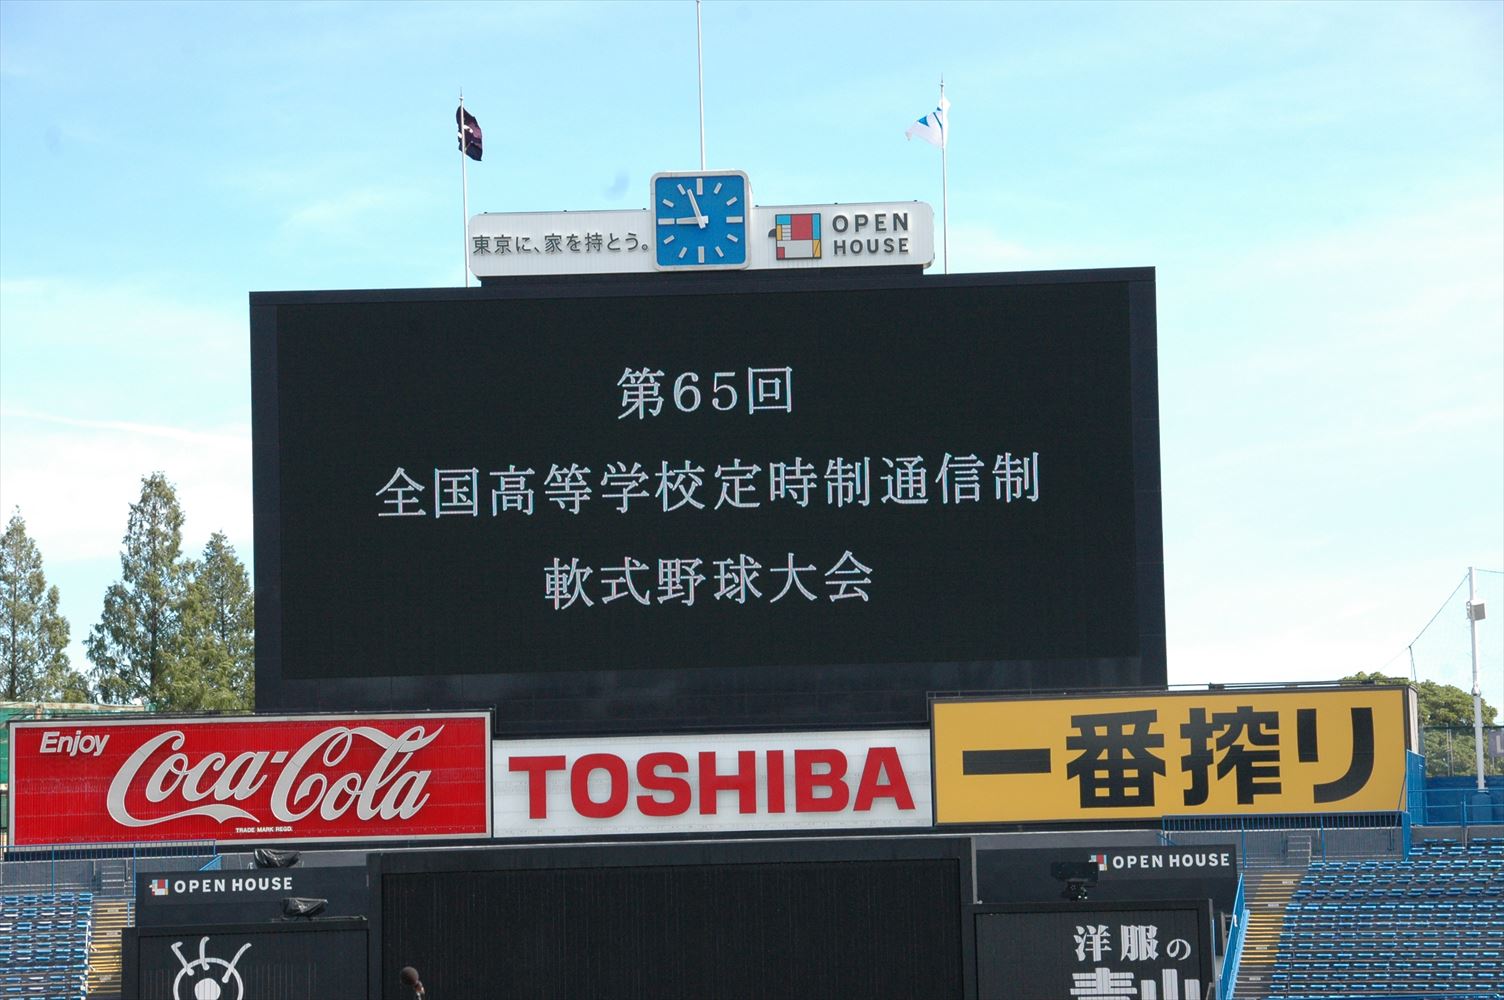 東京に、家を持とう。
OPEN
HOUSE
第65回
全国高等学校定時制通信制
軟式野球大会
Enjoy
Coca-Cola
TRADE MARK REGD.
TOSHIBA
一番搾り
OPEN HOUSE
OPEN HOUSE
洋服の
青山